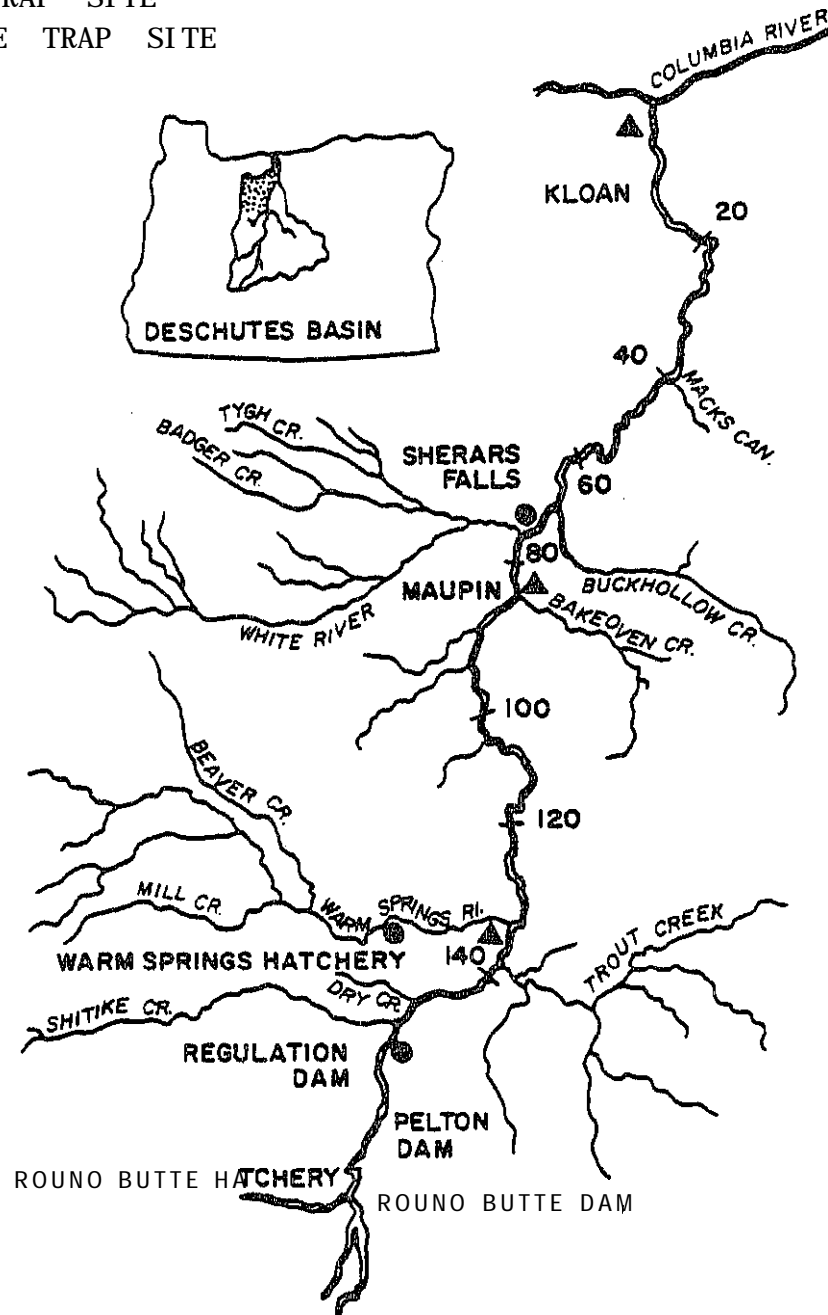 TRAP SITE
E TRAP SITE
COLUMBIA RIVER
KLOAN
20
DESCHUTES BASIN
40
MACKS CAN.
TYGH CR.
BADGER CR.
SHERARS
FALLS
60
80
MAUPIN
BUCKHOLLOW CR.
BAKEOVEN CR.
WHITE RIVER
100
BEAVER CR.
120
MILL CR.
WARM SPRINGS RI.
TROUT CREEK
WARM SPRINGS HATCHERY
140
DRY CR.
SHITIKE CR.
REGULATION
DAM
PELTON
DAM
ROUNO BUTTE HATCHERY
ROUNO BUTTE DAM